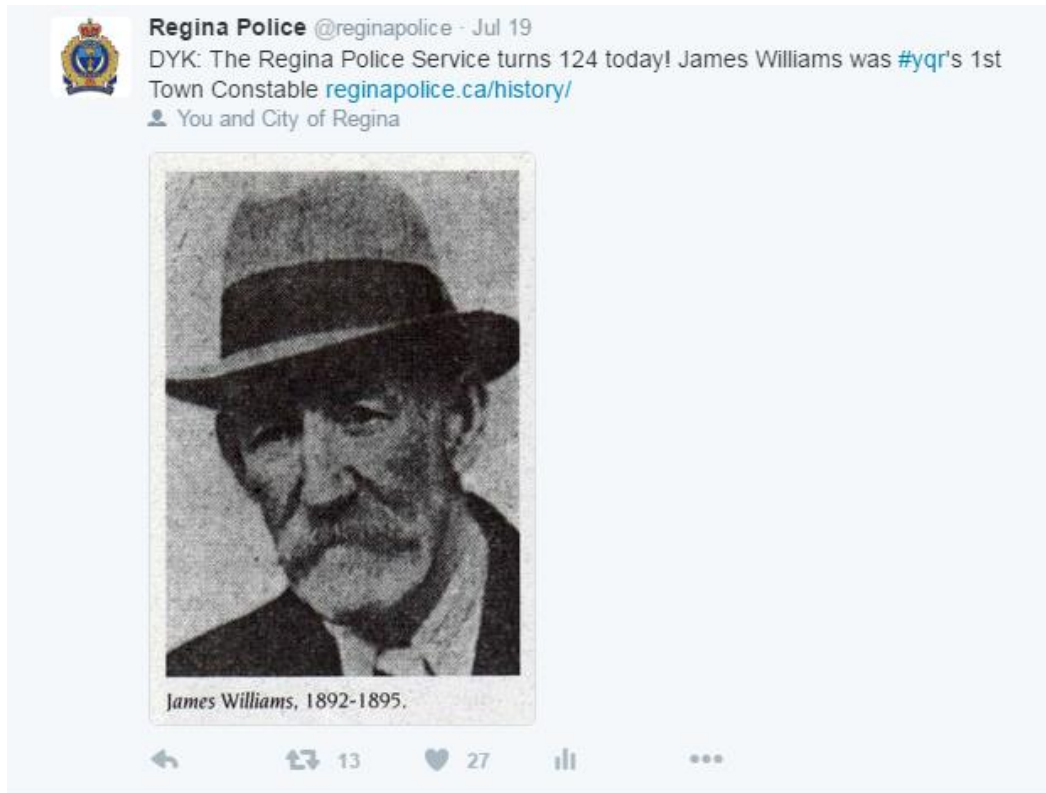 Regina Police @reginapolice · Jul 19
DYK: The Regina Police Service turns 124 today! James Williams was #yqr's 1st
Town Constable reginapolice.ca/history/
You and City of Regina
James Williams, 1892-1895.
13 27